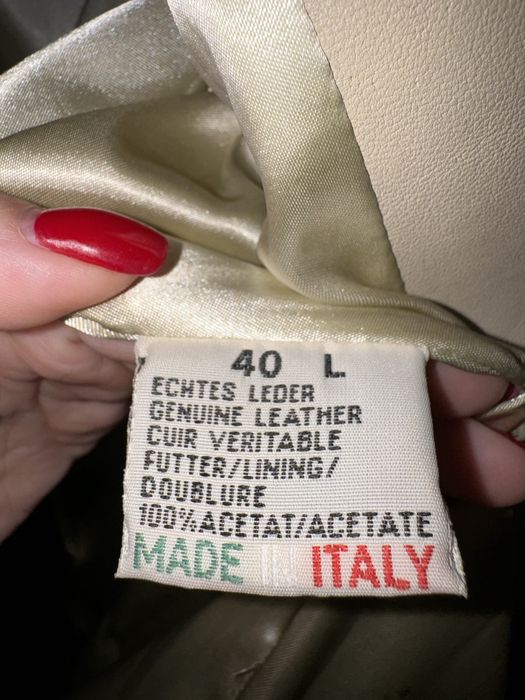 40 L
ECHTES LEDER
GENUINE LEATHER
CUIR VERITABLE
FUTTER/LINING/
DOUBLURE
100%ACETAT/ACETATE
MADE IN ITALY